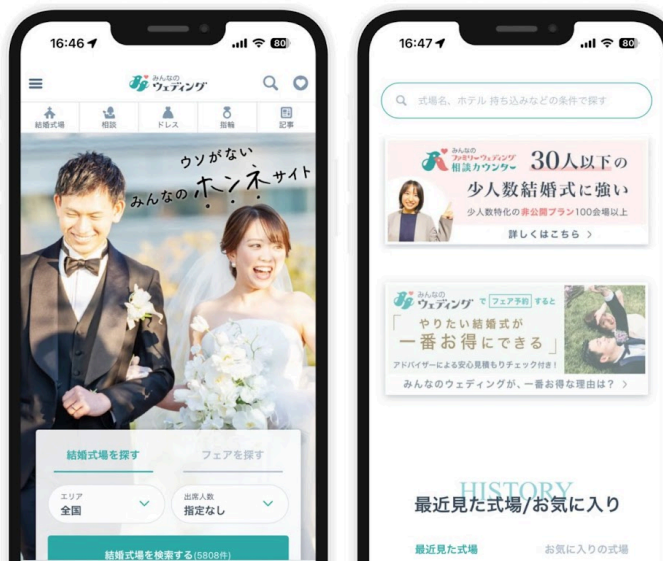 16:46
80
みんなの
ウェディング
結婚式場
相談
ドレス
指輪
記事
ウソがない
みんなのホンネサイト
結婚式場を探す
フェアを探す
エリア
全国
出席人数
指定なし
結婚式場を検索する(5808件)
16:47
80
式場名、ホテル 持ち込みなどの条件で探す
みんなの
ファミリーウェディング
相談カウンター
30人以下の
少人数結婚式に強い
少人数特化の非公開プラン100会場以上
詳しくはこちら
みんなの
ウェディング で フェア予約 すると
「やりたい結婚式が
一番お得にできる」
アドバイザーによる安心見積もりチェック付き!
みんなのウェディングが、一番お得な理由は?
HISTORY
最近見た式場/お気に入り
最近見た式場
お気に入りの式場